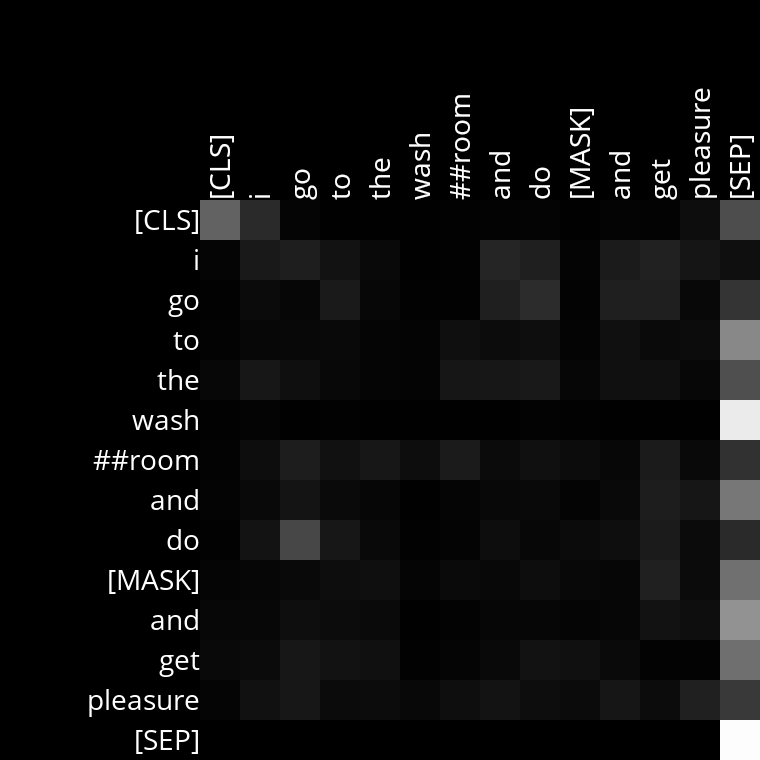 [CLS] i go to the wash ##room and do [MASK] and get pleasure [SEP]
[CLS]
i
go
to
the
wash
##room
and
do
[MASK]
and
get
pleasure
[SEP]